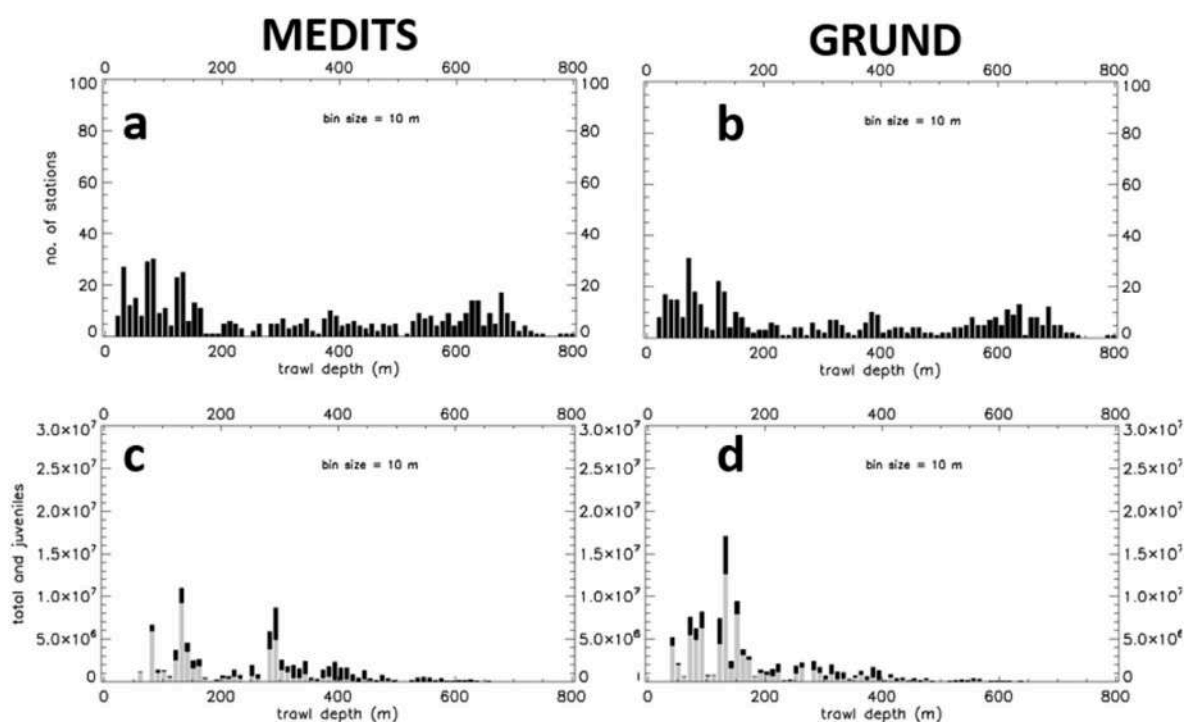 MEDITS
GRUND
0 200 400 600 800
0 200 400 600 800
100 80 60 40 20 0
a
bin size = 10 m
100 80 60 40 20 0
b
bin size = 10 m
100 80 60 40 20 0
no. of stations
0 200 400 600 800
0 200 400 600 800
trawl depth (m)
trawl depth (m)
0 200 400 600 800
0 200 400 600 800
3.0×10⁷ 2.5×10⁷ 2.0×10⁷ 1.5×10⁷ 1.0×10⁷ 5.0×10⁶ 0
c
bin size = 10 m
3.0×10⁷ 2.5×10⁷ 2.0×10⁷ 1.5×10⁷ 1.0×10⁷ 5.0×10⁶ 0
d
bin size = 10 m
3.0×10⁷ 2.5×10⁷ 2.0×10⁷ 1.5×10⁷ 1.0×10⁷ 5.0×10⁶ 0
total and juveniles
0 200 400 600 800
0 200 400 600 800
trawl depth (m)
trawl depth (m)